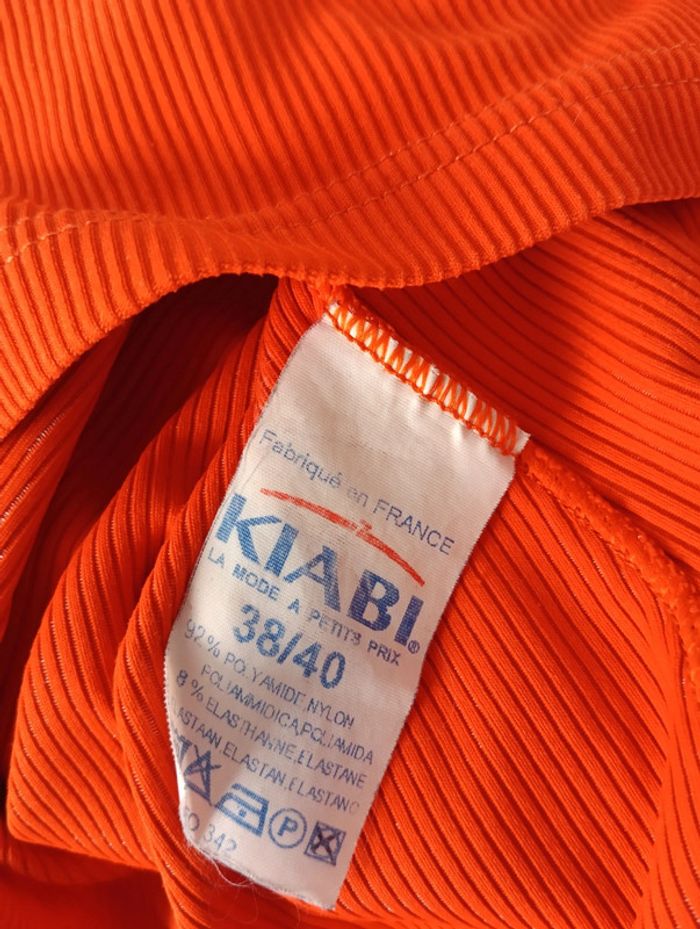 Fabriqué en FRANCE
KIABI®
LA MODE A PETITS PRIX
38/40
92% POLYAMIDE,NYLON
POLIAMMIDICA,POLIAMIDA
8% ELASTHANNE,ELASTANE
ELASTAN,ELASTANO
P
342